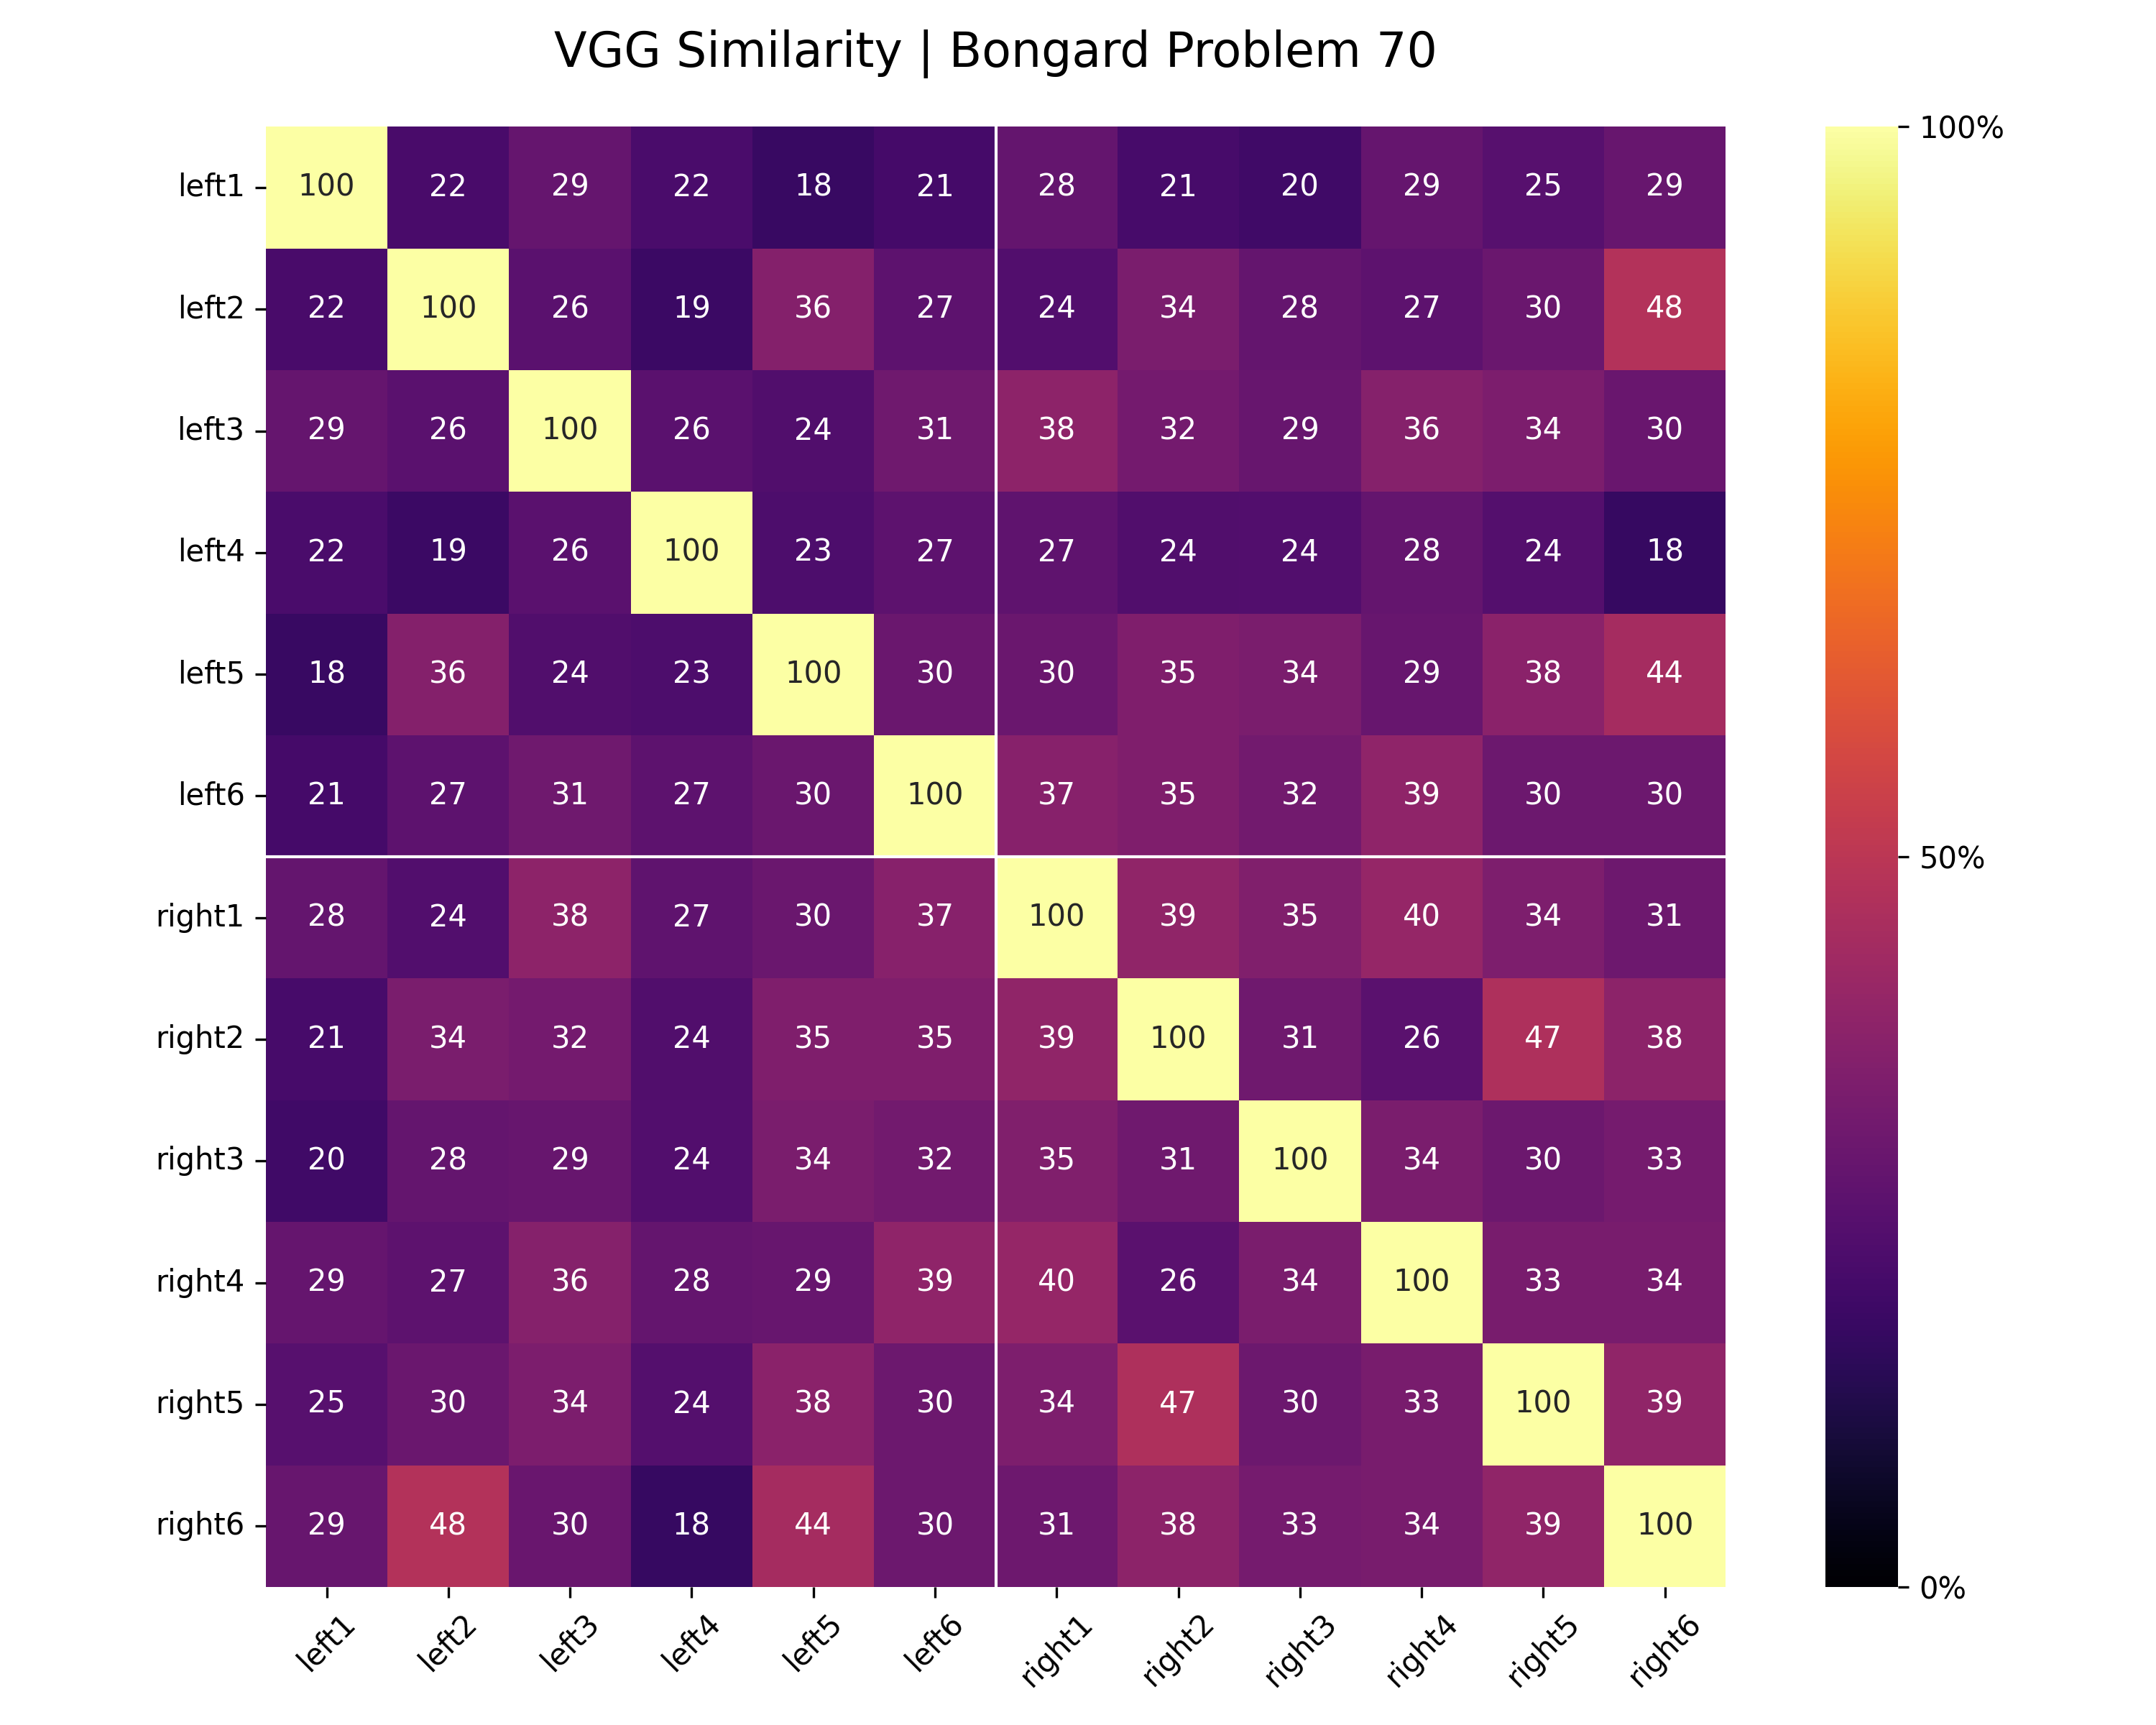 VGG Similarity | Bongard Problem 70
left1 100 22 29 22 18 21 28 21 20 29 25 29
left2 22 100 26 19 36 27 24 34 28 27 30 48
left3 29 26 100 26 24 31 38 32 29 36 34 30
left4 22 19 26 100 23 27 27 24 24 28 24 18
left5 18 36 24 23 100 30 30 35 34 29 38 44
left6 21 27 31 27 30 100 37 35 32 39 30 30
right1 28 24 38 27 30 37 100 39 35 40 34 31
right2 21 34 32 24 35 35 39 100 31 26 47 38
right3 20 28 29 24 34 32 35 31 100 34 30 33
right4 29 27 36 28 29 39 40 26 34 100 33 34
right5 25 30 34 24 38 30 34 47 30 33 100 39
right6 29 48 30 18 44 30 31 38 33 34 39 100
left1 left2 left3 left4 left5 left6 right1 right2 right3 right4 right5 right6
100%
50%
0%